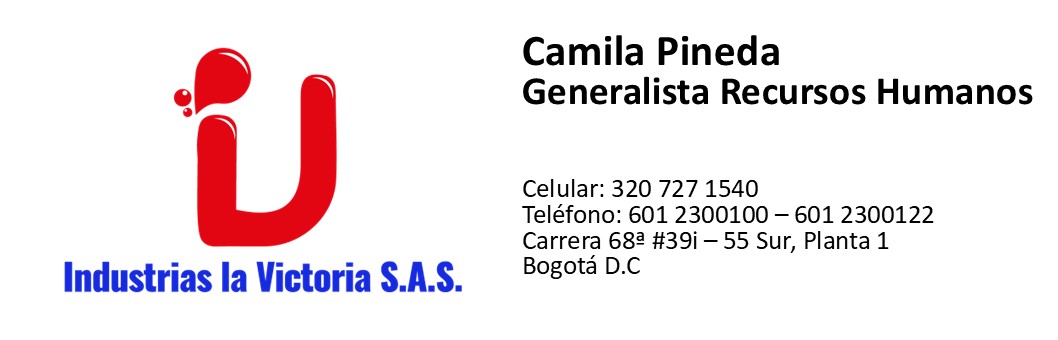 Camila Pineda
Generalista Recursos Humanos
Celular: 320 727 1540
Teléfono: 601 2300100 – 601 2300122
Carrera 68ª #39i – 55 Sur, Planta 1
Bogotá D.C
Industrias la Victoria S.A.S.